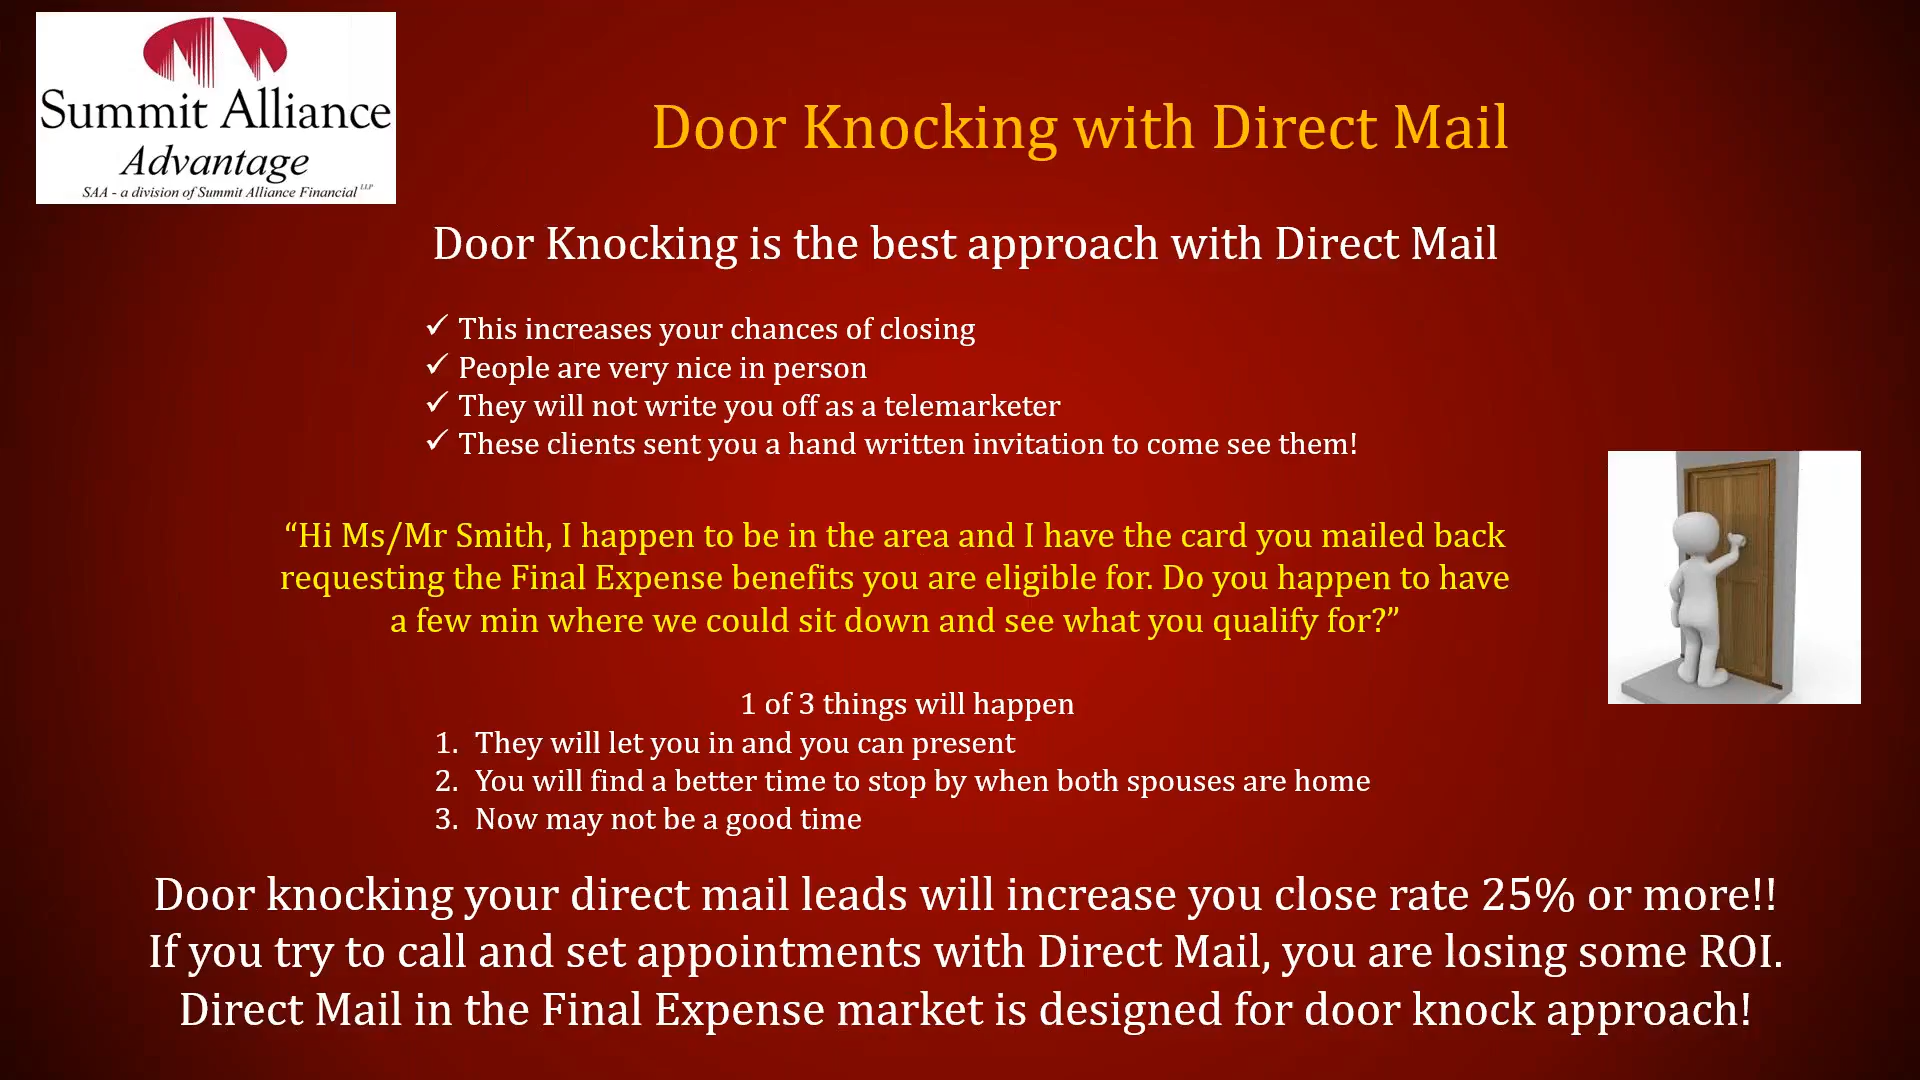 Summit Alliance
Advantage
SAA - a division of Summit Alliance Financial LLP
Door Knocking with Direct Mail
Door Knocking is the best approach with Direct Mail
✓ This increases your chances of closing
✓ People are very nice in person
✓ They will not write you off as a telemarketer
✓ These clients sent you a hand written invitation to come see them!
“Hi Ms/Mr Smith, I happen to be in the area and I have the card you mailed back
requesting the Final Expense benefits you are eligible for. Do you happen to have
a few min where we could sit down and see what you qualify for?”
1 of 3 things will happen
1. They will let you in and you can present
2. You will find a better time to stop by when both spouses are home
3. Now may not be a good time
Door knocking your direct mail leads will increase you close rate 25% or more!!
If you try to call and set appointments with Direct Mail, you are losing some ROI.
Direct Mail in the Final Expense market is designed for door knock approach!